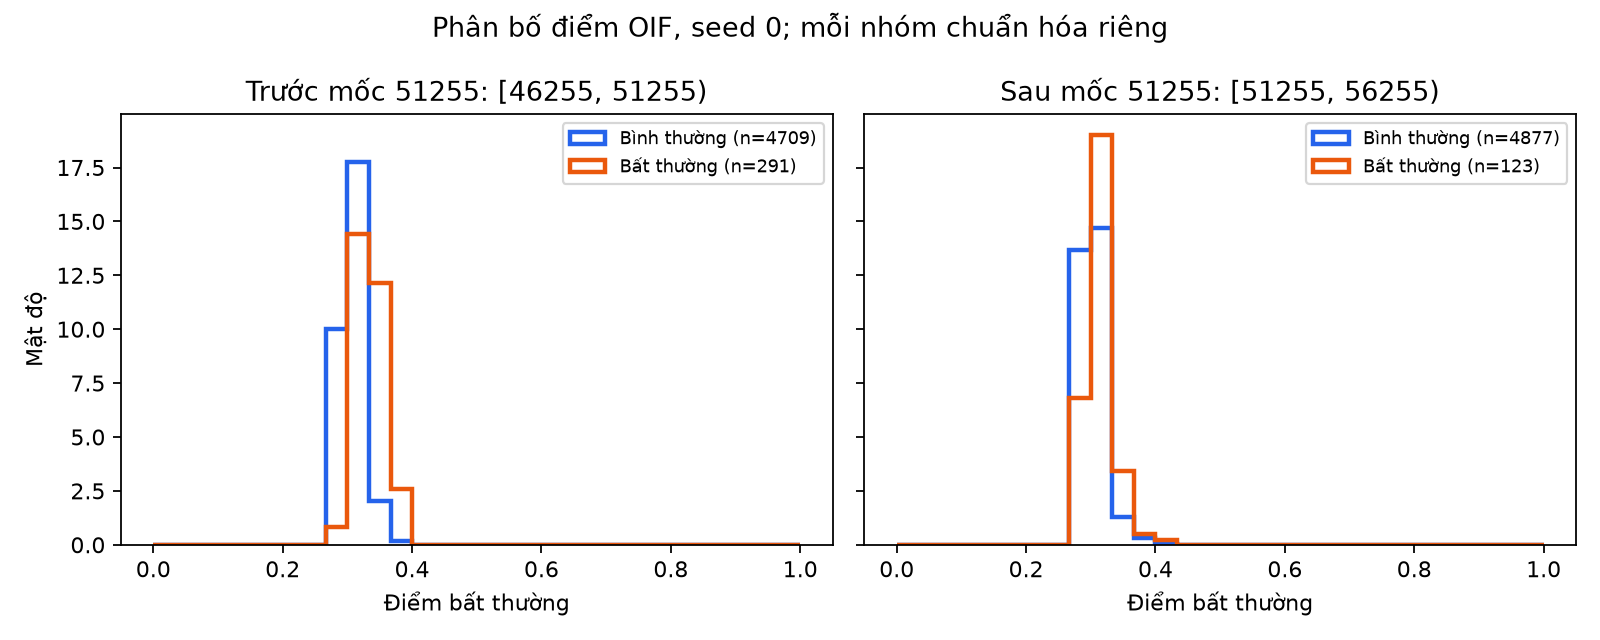 Phân bố điểm OIF, seed 0; mỗi nhóm chuẩn hóa riêng
Trước mốc 51255: [46255, 51255)
Bình thường (n=4709)
Bất thường (n=291)
Mật độ
17.5
15.0
12.5
10.0
7.5
5.0
2.5
0.0
0.0 0.2 0.4 0.6 0.8 1.0
Điểm bất thường
Sau mốc 51255: [51255, 56255)
Bình thường (n=4877)
Bất thường (n=123)
0.0 0.2 0.4 0.6 0.8 1.0
Điểm bất thường